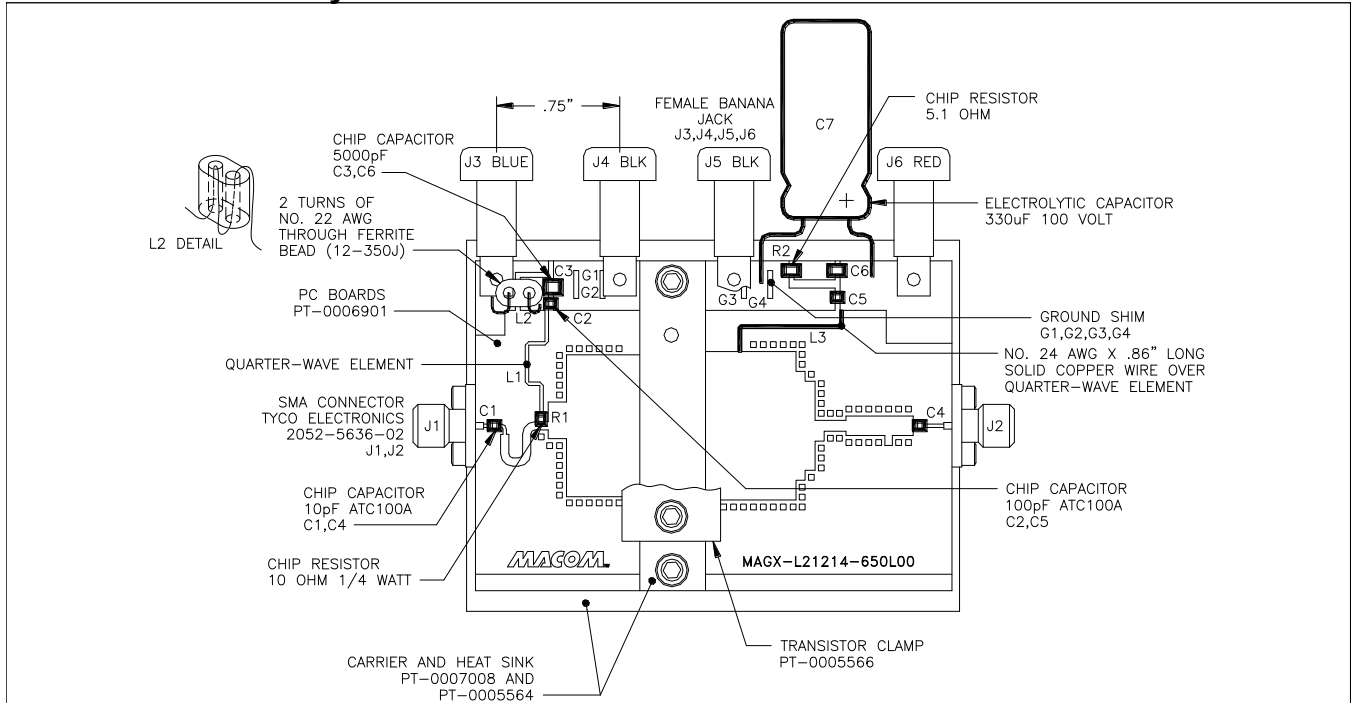 .75"
FEMALE BANANA
JACK
J3,J4,J5,J6
CHIP RESISTOR
5.1 OHM
C7
CHIP CAPACITOR
5000pF
C3,C6
J3 BLUE
J4 BLK
J5 BLK
J6 RED
+
2 TURNS OF
NO. 22 AWG
THROUGH FERRITE
BEAD (12-350J)
L2 DETAIL
ELECTROLYTIC CAPACITOR
330uF 100 VOLT
R2
C3
G1
G2
C6
G3
G4
C5
L2
C2
PC BOARDS
PT-0006901
GROUND SHIM
G1,G2,G3,G4
L3
NO. 24 AWG X .86" LONG
SOLID COPPER WIRE OVER
QUARTER-WAVE ELEMENT
QUARTER-WAVE ELEMENT
L1
SMA CONNECTOR
TYCO ELECTRONICS
2052-5636-02
J1,J2
J1
C1
R1
C4
J2
CHIP CAPACITOR
10pF ATC100A
C1,C4
CHIP CAPACITOR
100pF ATC100A
C2,C5
CHIP RESISTOR
10 OHM 1/4 WATT
MACOM
MAGX-L21214-650L00
TRANSISTOR CLAMP
PT-0005566
CARRIER AND HEAT SINK
PT-0007008 AND
PT-0005564